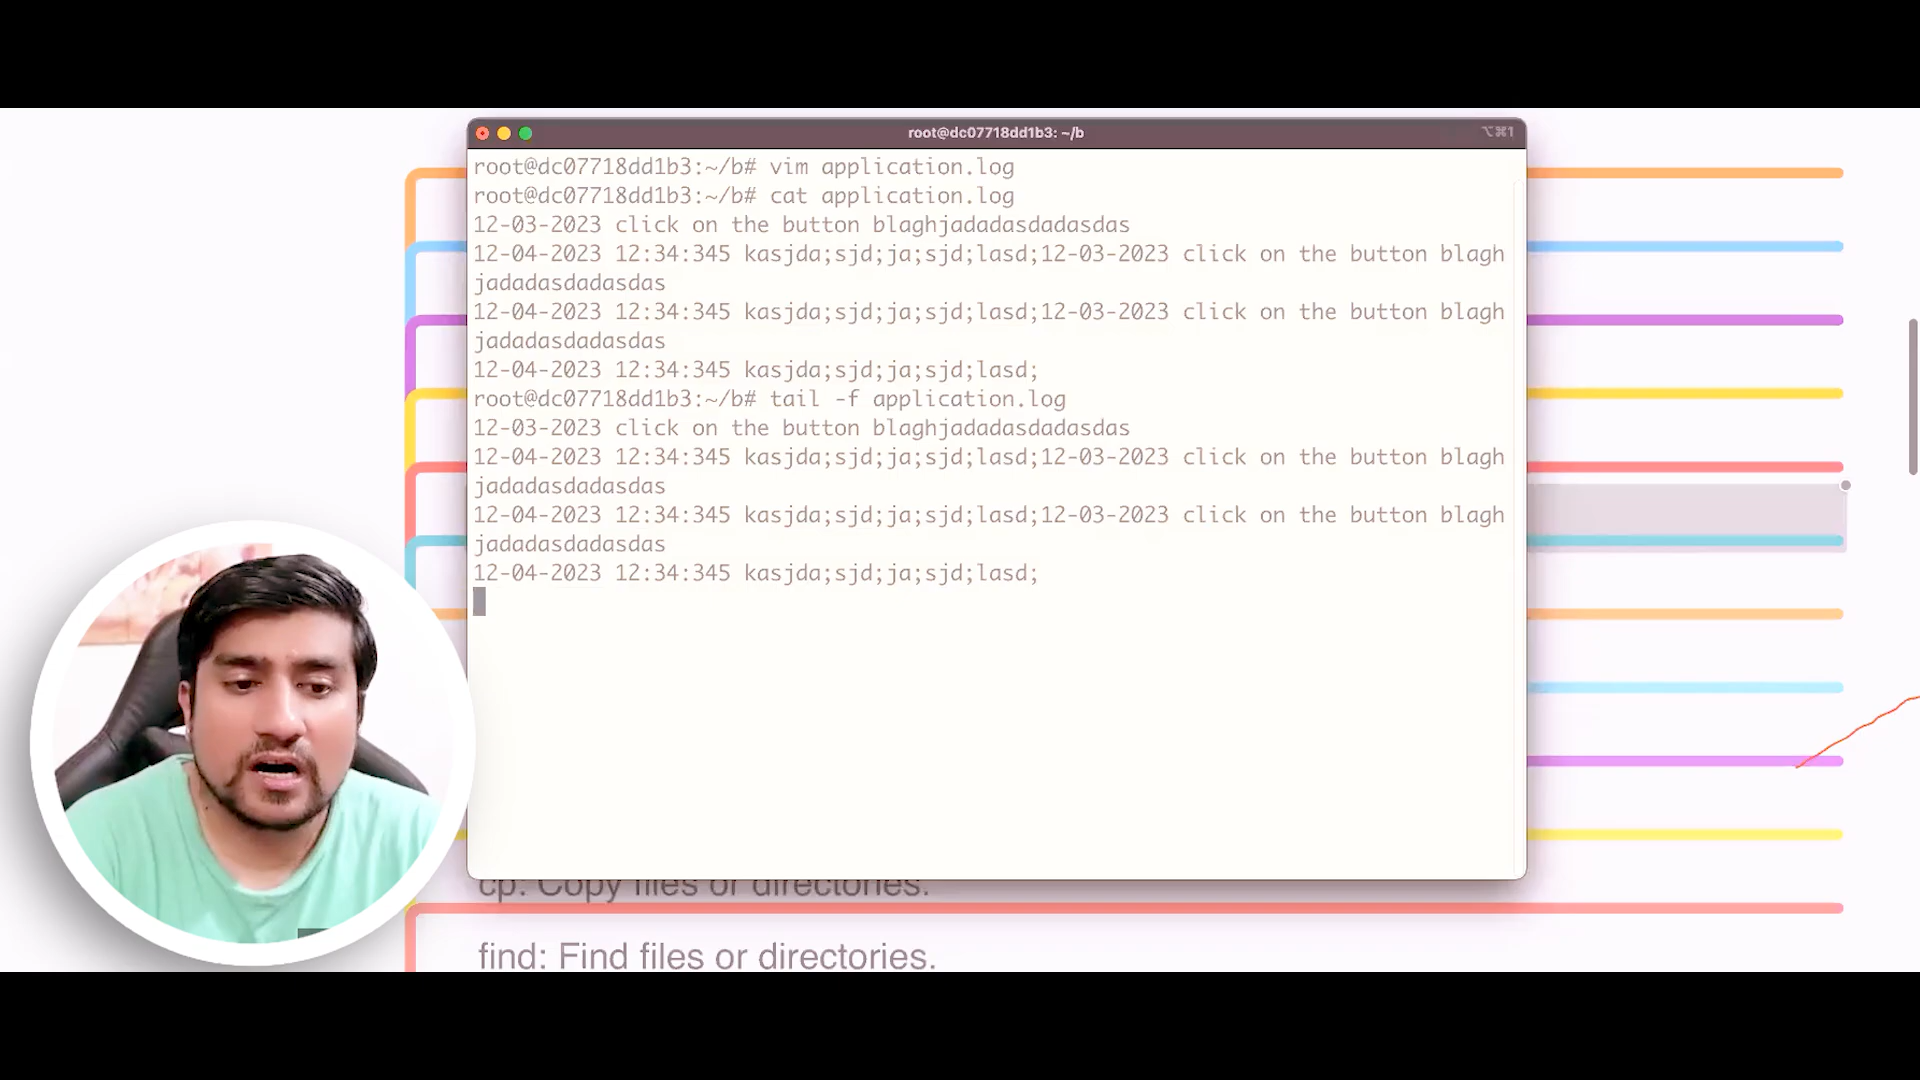 root@dc07718dd1b3: ~/b
⌥⌘1
root@dc07718dd1b3:~/b# vim application.log
root@dc07718dd1b3:~/b# cat application.log
12-03-2023 click on the button blaghjadadasdadasdas
12-04-2023 12:34:345 kasjda;sjd;ja;sjd;lasd;12-03-2023 click on the button blagh
jadadasdadasdas
12-04-2023 12:34:345 kasjda;sjd;ja;sjd;lasd;12-03-2023 click on the button blagh
jadadasdadasdas
12-04-2023 12:34:345 kasjda;sjd;ja;sjd;lasd;
root@dc07718dd1b3:~/b# tail -f application.log
12-03-2023 click on the button blaghjadadasdadasdas
12-04-2023 12:34:345 kasjda;sjd;ja;sjd;lasd;12-03-2023 click on the button blagh
jadadasdadasdas
12-04-2023 12:34:345 kasjda;sjd;ja;sjd;lasd;12-03-2023 click on the button blagh
jadadasdadasdas
12-04-2023 12:34:345 kasjda;sjd;ja;sjd;lasd;
cp: Copy files or directories.
find: Find files or directories.